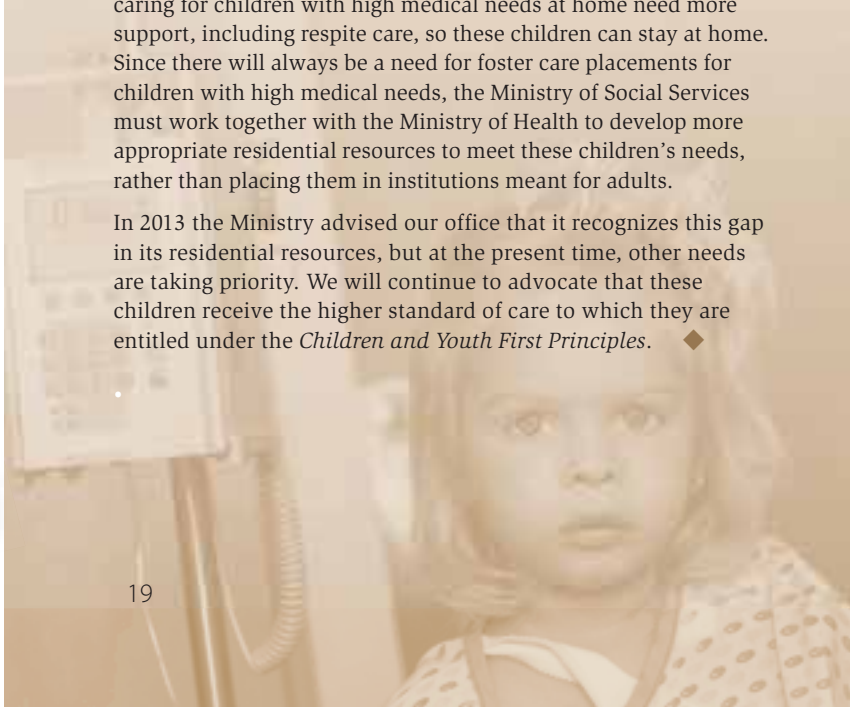 caring for children with high medical needs at home need more
support, including respite care, so these children can stay at home.
Since there will always be a need for foster care placements for
children with high medical needs, the Ministry of Social Services
must work together with the Ministry of Health to develop more
appropriate residential resources to meet these children’s needs,
rather than placing them in institutions meant for adults.
In 2013 the Ministry advised our office that it recognizes this gap
in its residential resources, but at the present time, other needs
are taking priority. We will continue to advocate that these
children receive the higher standard of care to which they are
entitled under the Children and Youth First Principles. ◆
19